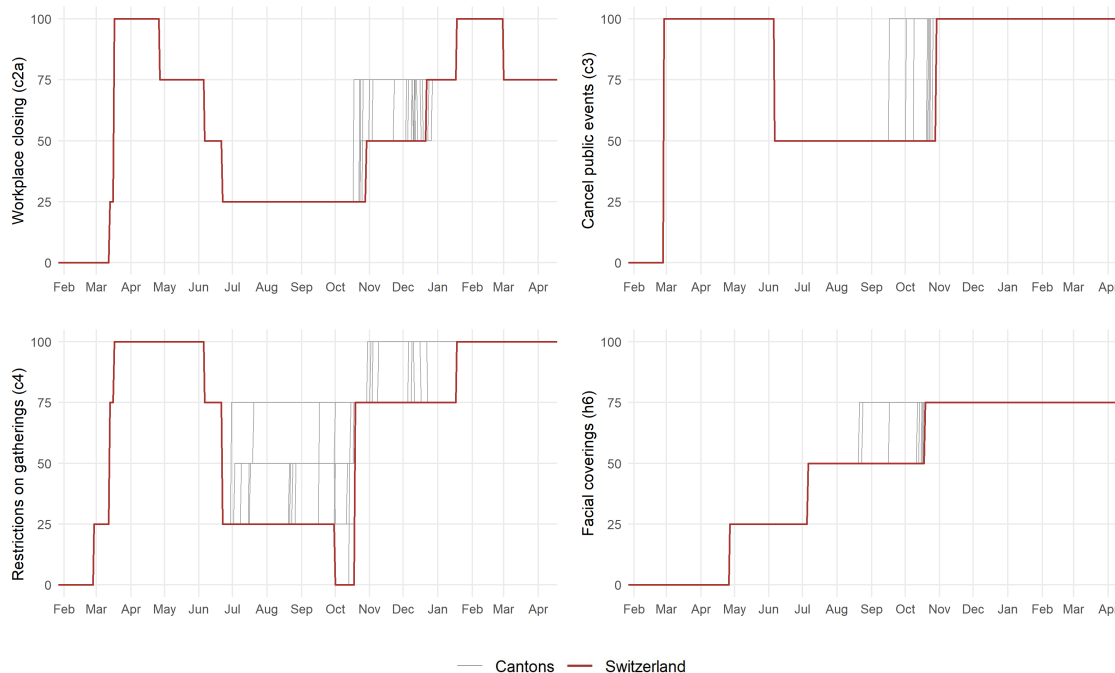 Workplace closing (c2a)
100
75
50
25
0
Feb Mar Apr May Jun Jul Aug Sep Oct Nov Dec Jan Feb Mar Apr
Cancel public events (c3)
100
75
50
25
0
Feb Mar Apr May Jun Jul Aug Sep Oct Nov Dec Jan Feb Mar Apr
Restrictions on gatherings (c4)
100
75
50
25
0
Feb Mar Apr May Jun Jul Aug Sep Oct Nov Dec Jan Feb Mar Apr
Facial coverings (h6)
100
75
50
25
0
Feb Mar Apr May Jun Jul Aug Sep Oct Nov Dec Jan Feb Mar Apr
Cantons Switzerland